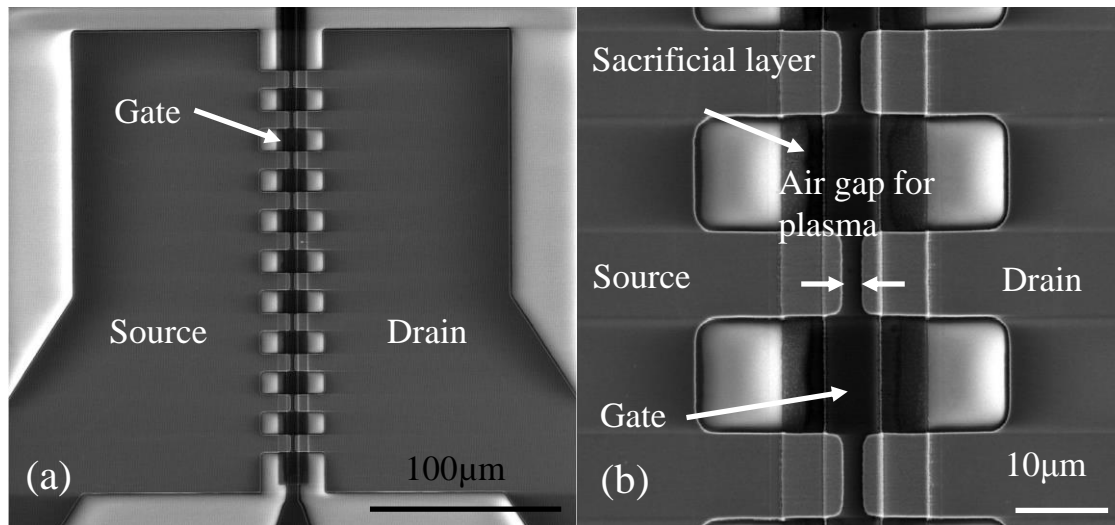 Gate
Source
Drain
(a)
100µm
Sacrificial layer
Air gap for
plasma
Source
Drain
Gate
(b)
10µm